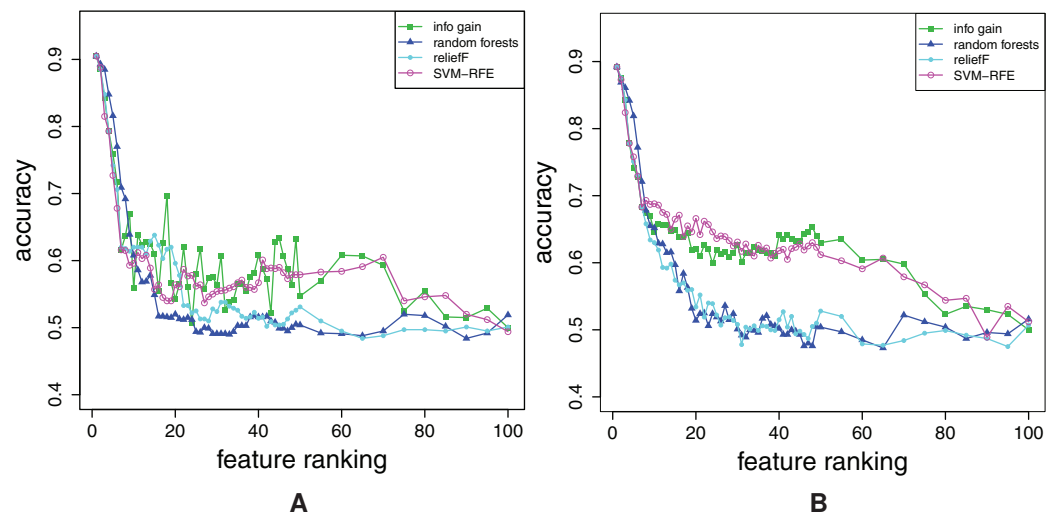 info gain
random forests
reliefF
SVM−RFE
0.9
0.8
0.7
0.6
0.5
0.4
accuracy
0 20 40 60 80 100
feature ranking
A
info gain
random forests
reliefF
SVM−RFE
0.9
0.8
0.7
0.6
0.5
0.4
accuracy
0 20 40 60 80 100
feature ranking
B